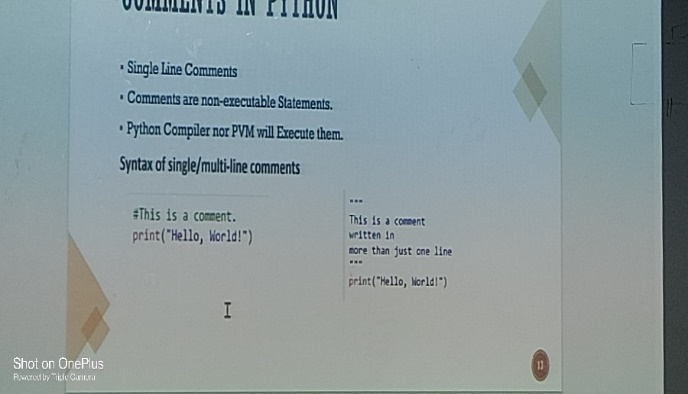 COMMENTS IN PYTHON
▪ Single Line Comments
▪ Comments are non-executable Statements.
▪ Python Compiler nor PVM will Execute them.
Syntax of single/multi-line comments
#This is a comment.
print("Hello, World!")
"""
This is a comment
written in
more than just one line
"""
print("Hello, World!")
13
Shot on OnePlus
Powered by Triple Camera